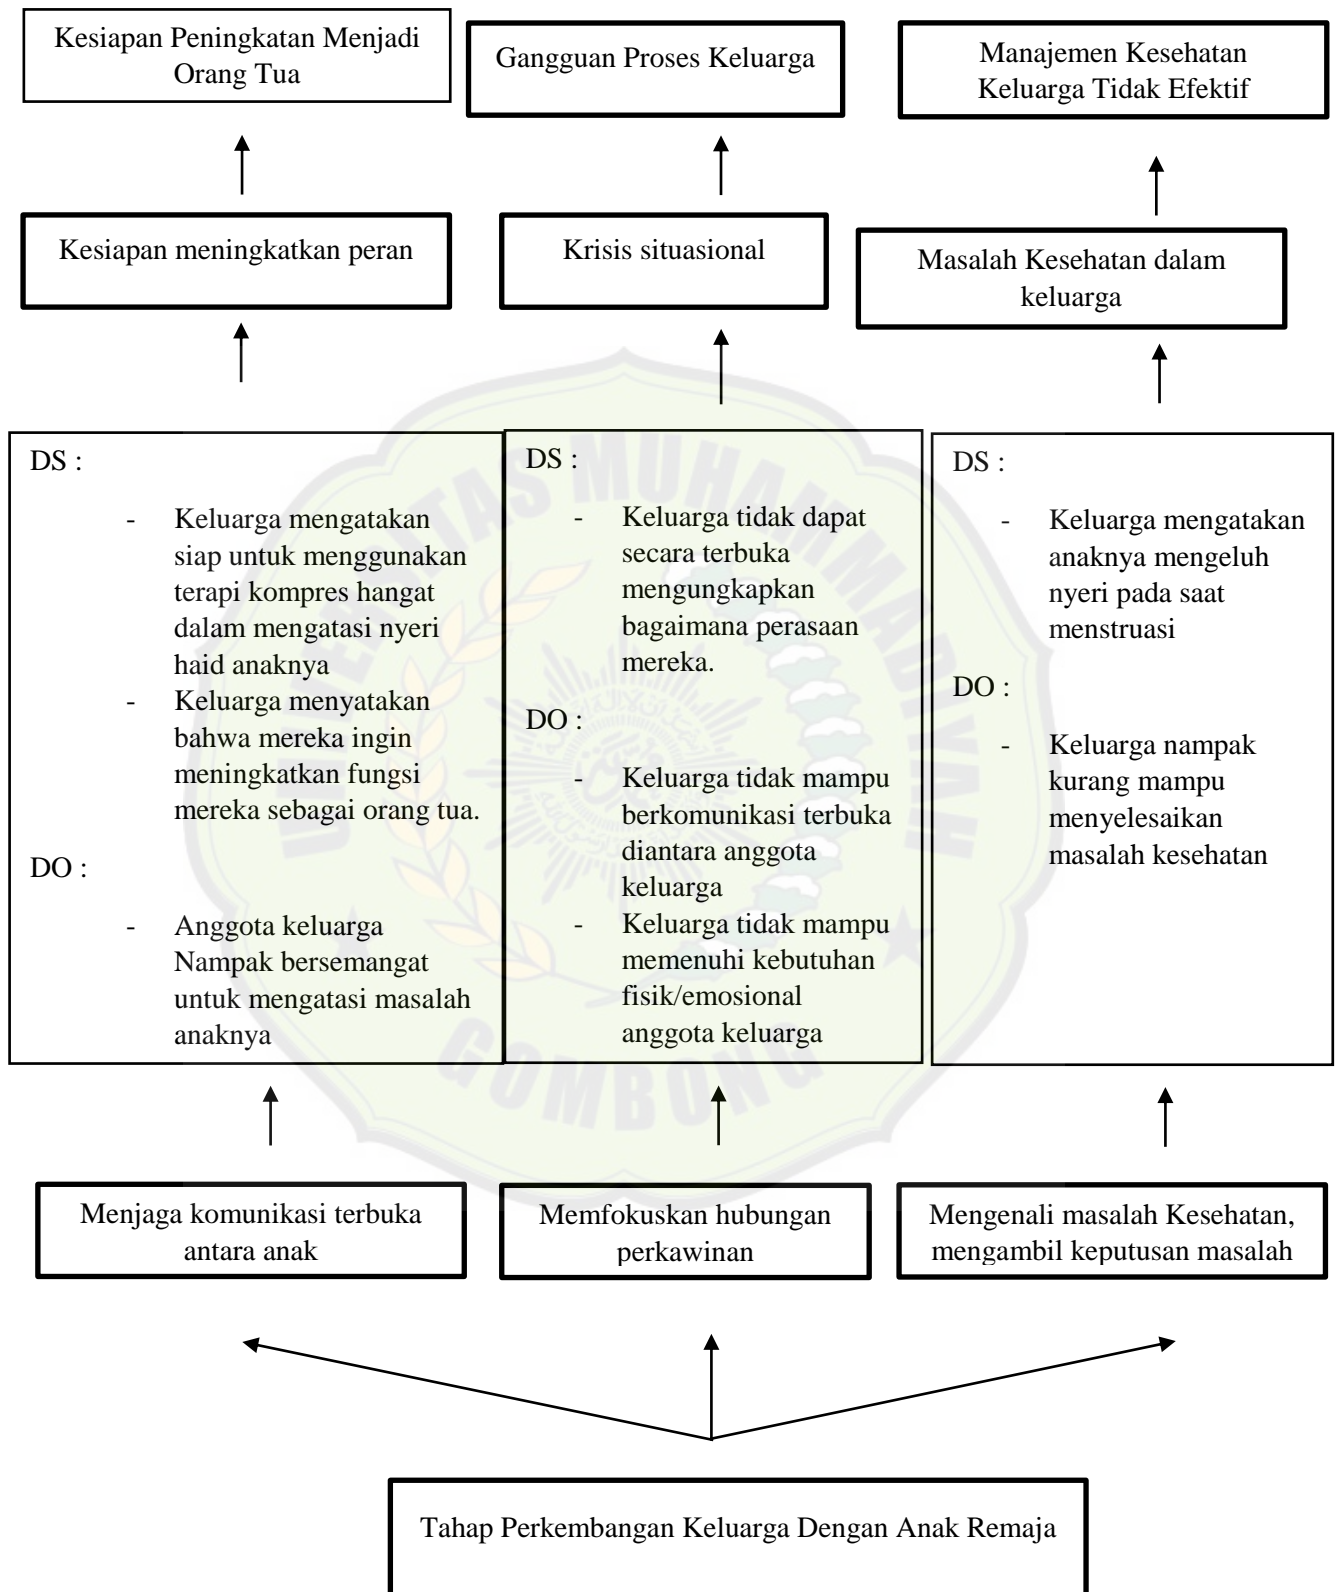 Kesiapan Peningkatan Menjadi
Orang Tua
Gangguan Proses Keluarga
Manajemen Kesehatan
Keluarga Tidak Efektif
Kesiapan meningkatkan peran
Krisis situasional
Masalah Kesehatan dalam
keluarga
DS :
- Keluarga mengatakan
siap untuk menggunakan
terapi kompres hangat
dalam mengatasi nyeri
haid anaknya
- Keluarga menyatakan
bahwa mereka ingin
meningkatkan fungsi
mereka sebagai orang tua.
DO :
- Anggota keluarga
Nampak bersemangat
untuk mengatasi masalah
anaknya
DS :
- Keluarga tidak dapat
secara terbuka
mengungkapkan
bagaimana perasaan
mereka.
DO :
- Keluarga tidak mampu
berkomunikasi terbuka
diantara anggota
keluarga
- Keluarga tidak mampu
memenuhi kebutuhan
fisik/emosional
anggota keluarga
DS :
- Keluarga mengatakan
anaknya mengeluh
nyeri pada saat
menstruasi
DO :
- Keluarga nampak
kurang mampu
menyelesaikan
masalah kesehatan
Menjaga komunikasi terbuka
antara anak
Memfokuskan hubungan
perkawinan
Mengenali masalah Kesehatan,
mengambil keputusan masalah
Tahap Perkembangan Keluarga Dengan Anak Remaja
UNIVERSITAS MUHAMMADIYAH
GOMBONG